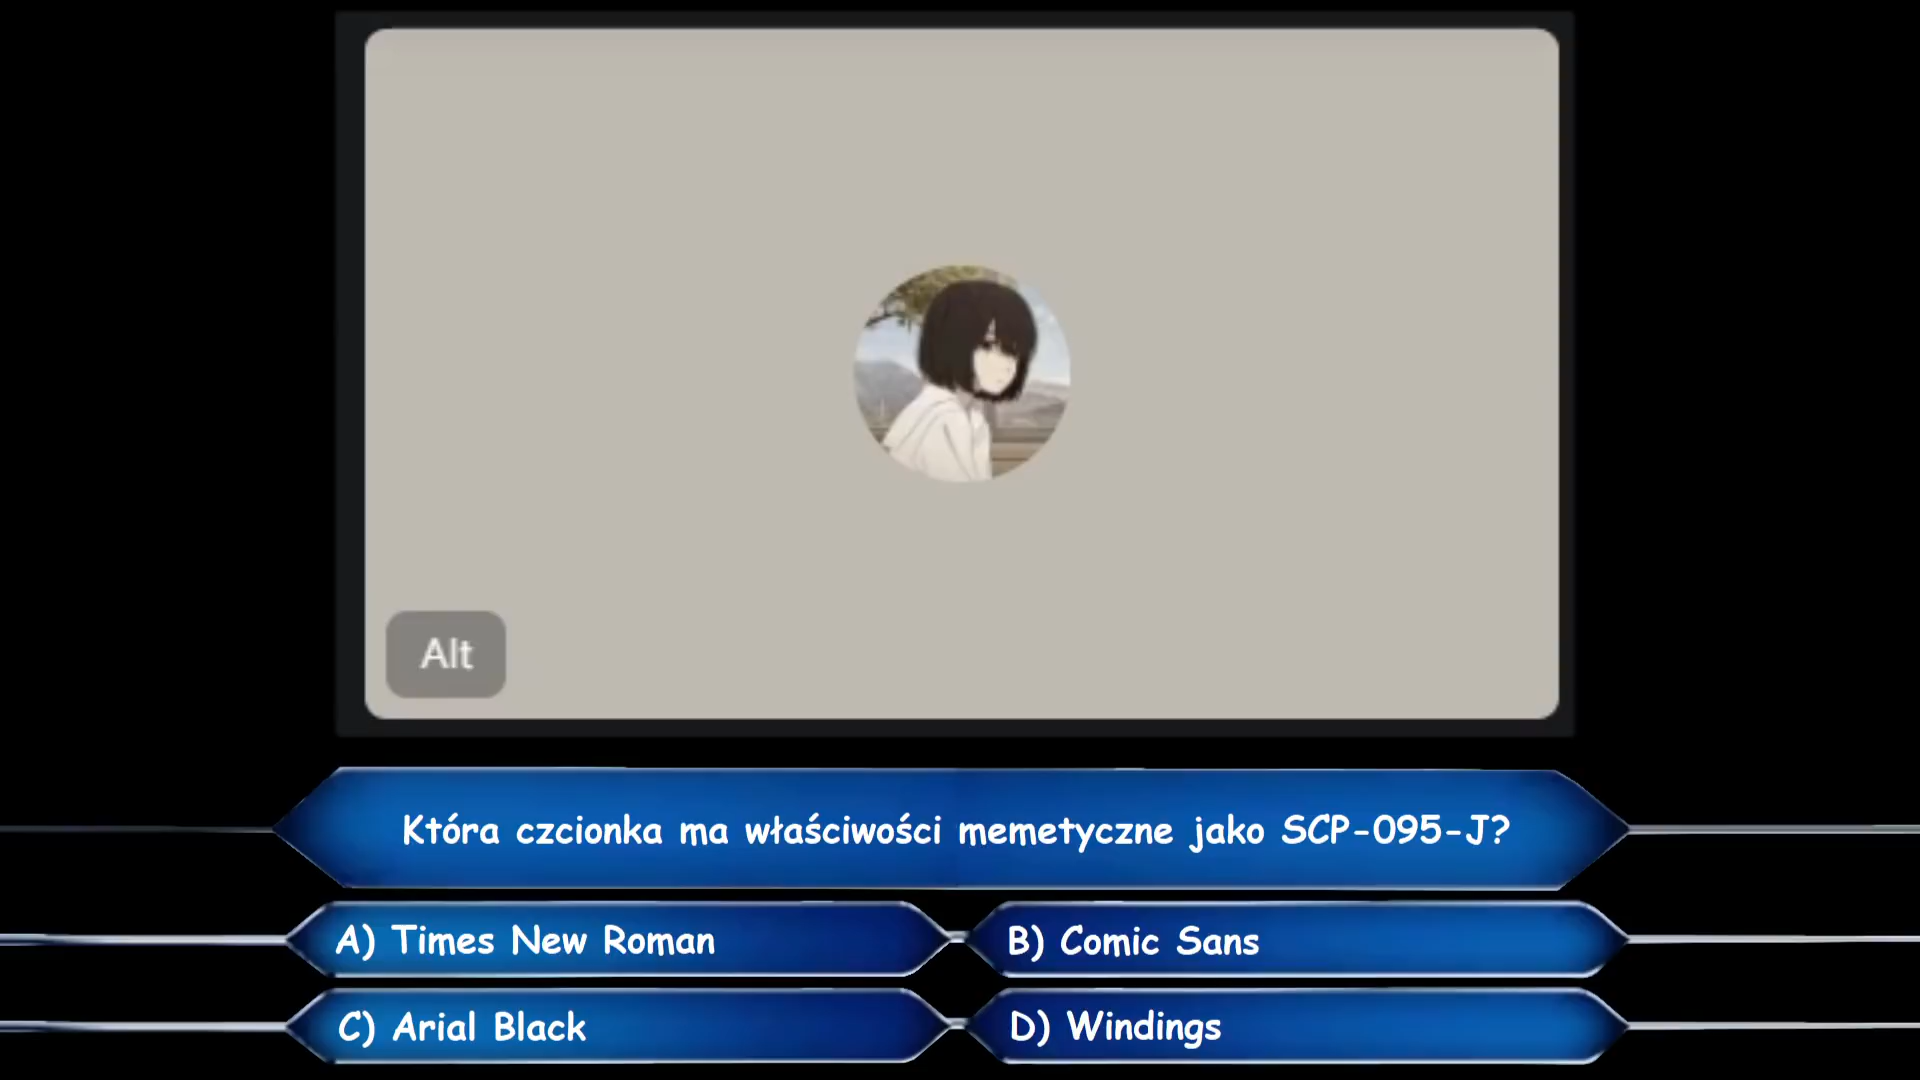 Alt
Która czcionka ma właściwości memetyczne jako SCP-095-J?
A) Times New Roman
B) Comic Sans
C) Arial Black
D) Windings